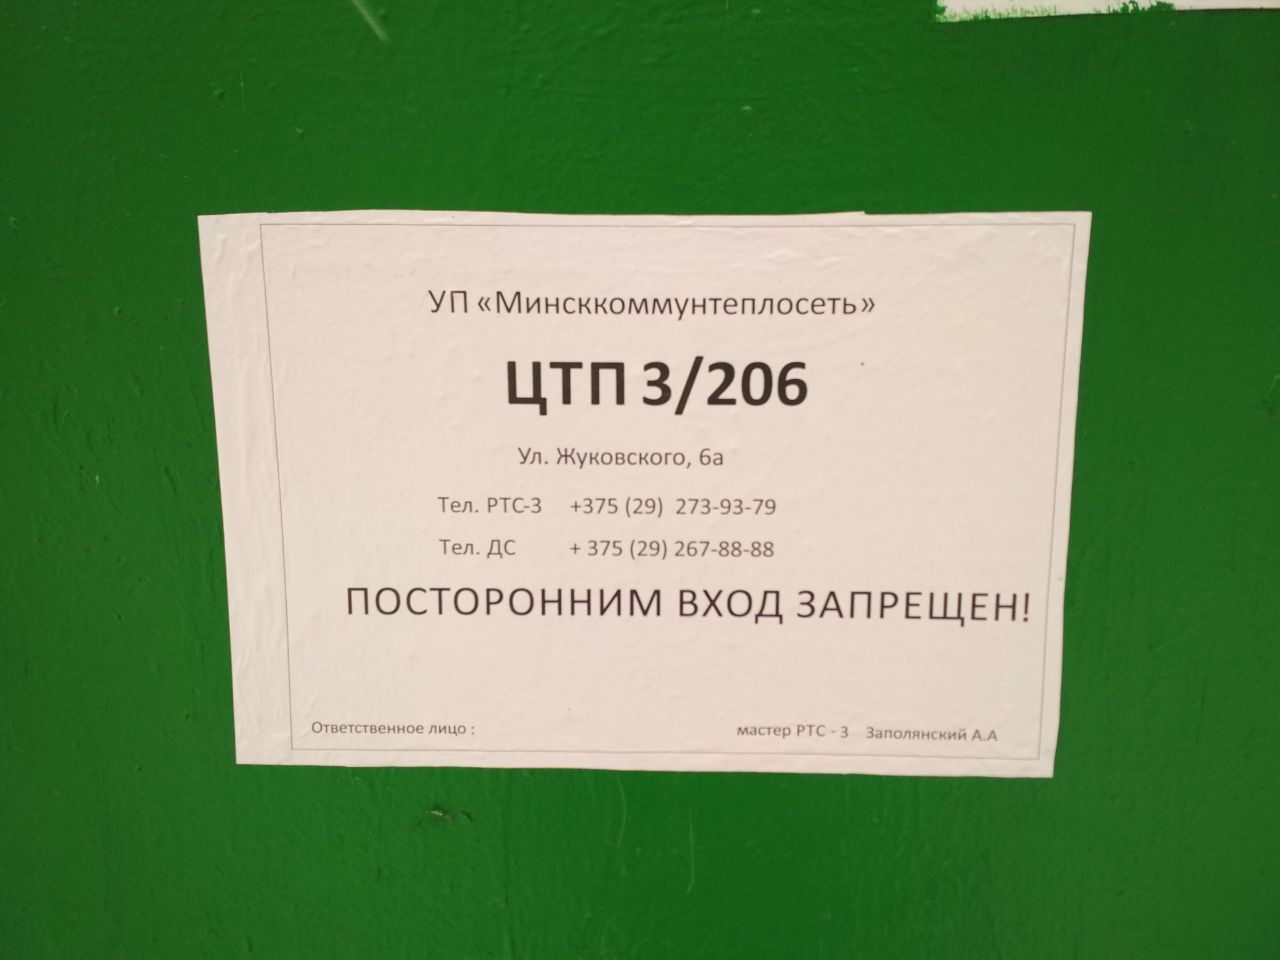 УП «Минсккоммунтеплосеть»
ЦТП 3/206
Ул. Жуковского, 6а
Тел. РТС-3 +375 (29) 273-93-79
Тел. ДС + 375 (29) 267-88-88
ПОСТОРОННИМ ВХОД ЗАПРЕЩЕН!
Ответственное лицо : мастер РТС - 3 Заполянский А.А